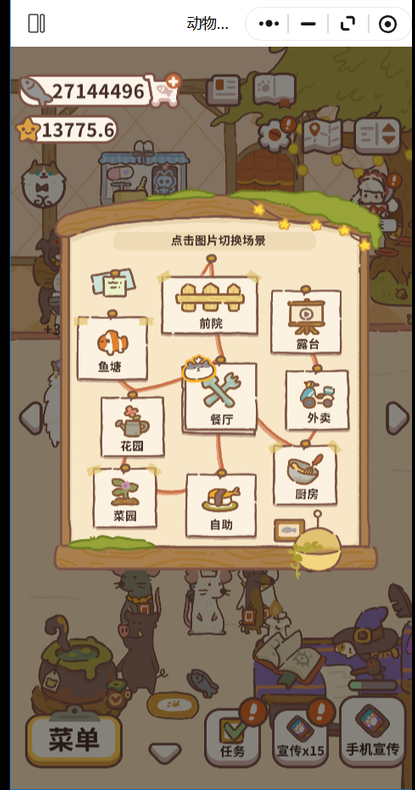 动物...
27144496
13775.6
点击图片切换场景
前院
露台
鱼塘
餐厅
外卖
花园
厨房
菜园
自助
菜单
任务
宣传x15
手机宣传